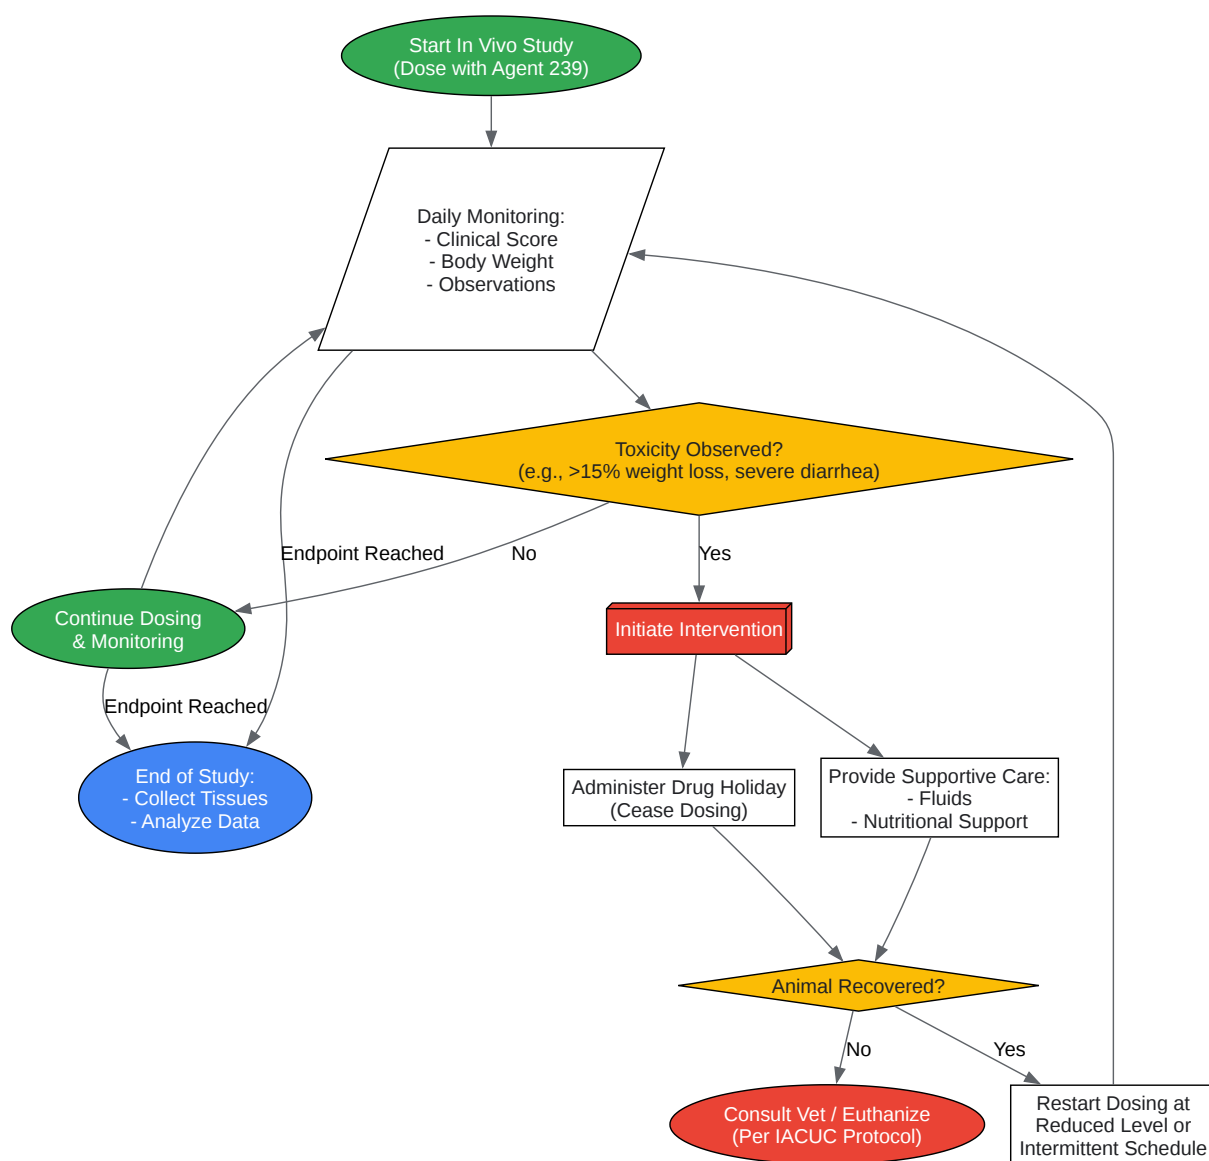 Start In Vivo Study
(Dose with Agent 239)
Daily Monitoring:
- Clinical Score
- Body Weight
- Observations
Toxicity Observed?
(e.g., >15% weight loss, severe diarrhea)
Endpoint Reached
No
Yes
Continue Dosing
& Monitoring
Initiate Intervention
Endpoint Reached
End of Study:
- Collect Tissues
- Analyze Data
Administer Drug Holiday
(Cease Dosing)
Provide Supportive Care:
- Fluids
- Nutritional Support
Animal Recovered?
No
Yes
Consult Vet / Euthanize
(Per IACUC Protocol)
Restart Dosing at
Reduced Level or
Intermittent Schedule